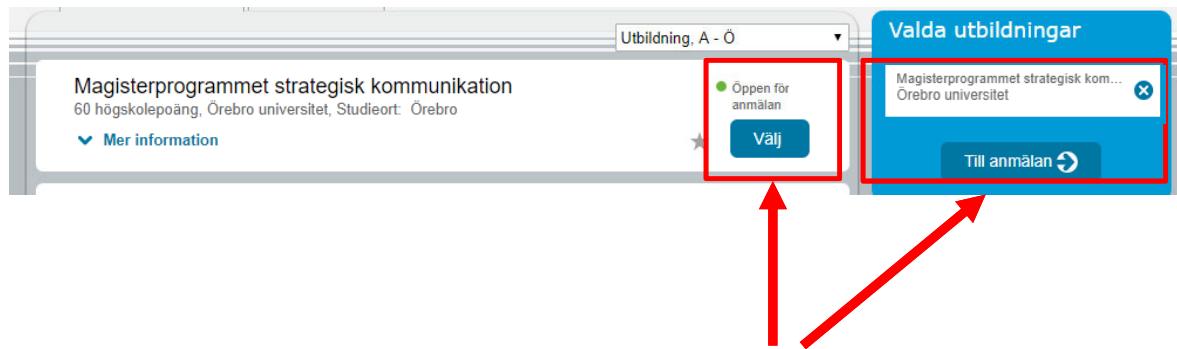 Utbildning, A - Ö
Valda utbildningar
Magisterprogrammet strategisk kommunikation
60 högskolepoäng, Örebro universitet, Studieort: Örebro
Mer information
Öppen för
anmälan
Välj
Magisterprogrammet strategisk kom...
Örebro universitet
Till anmälan